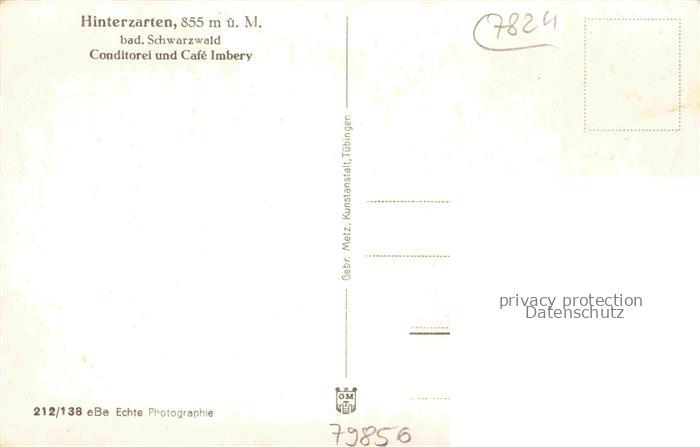 Hinterzarten, 855 m ü. M.
bad. Schwarzwald
Conditorei und Café Imbery
7824
Gebr. Metz, Kunstanstalt, Tübingen
privacy protection
Datenschutz
GM
212/138 eBe Echte Photographie
79856